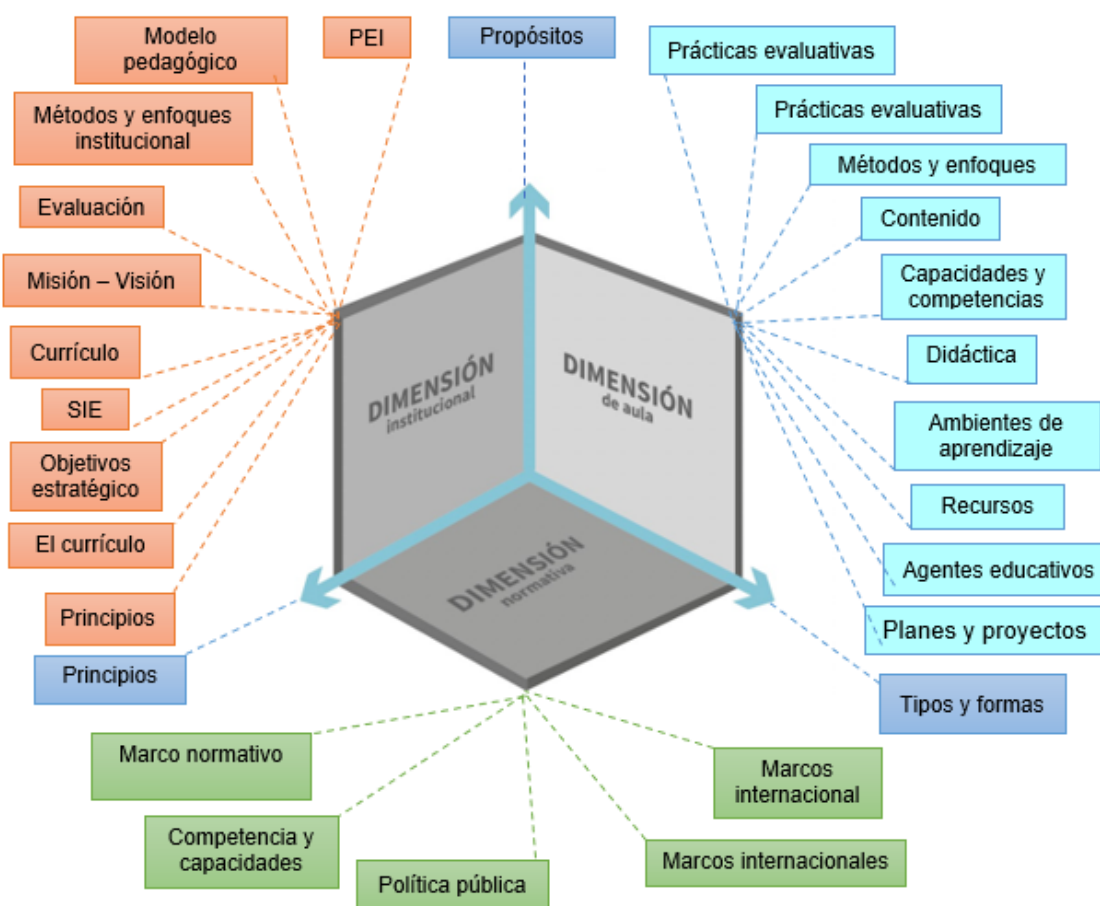 Modelo
pedagógico
PEI
Propósitos
Prácticas evaluativas
Métodos y enfoques
institucional
Prácticas evaluativas
Métodos y enfoques
Evaluación
Contenido
Misión – Visión
Capacidades y
competencias
Currículo
Didáctica
SIE
Ambientes de
aprendizaje
Objetivos
estratégico
Recursos
El currículo
Agentes educativos
Principios
Planes y proyectos
Principios
Tipos y formas
DIMENSIÓN
institucional
DIMENSIÓN
de aula
DIMENSIÓN
normativa
Marco normativo
Marcos
internacional
Competencia y
capacidades
Marcos internacionales
Política pública